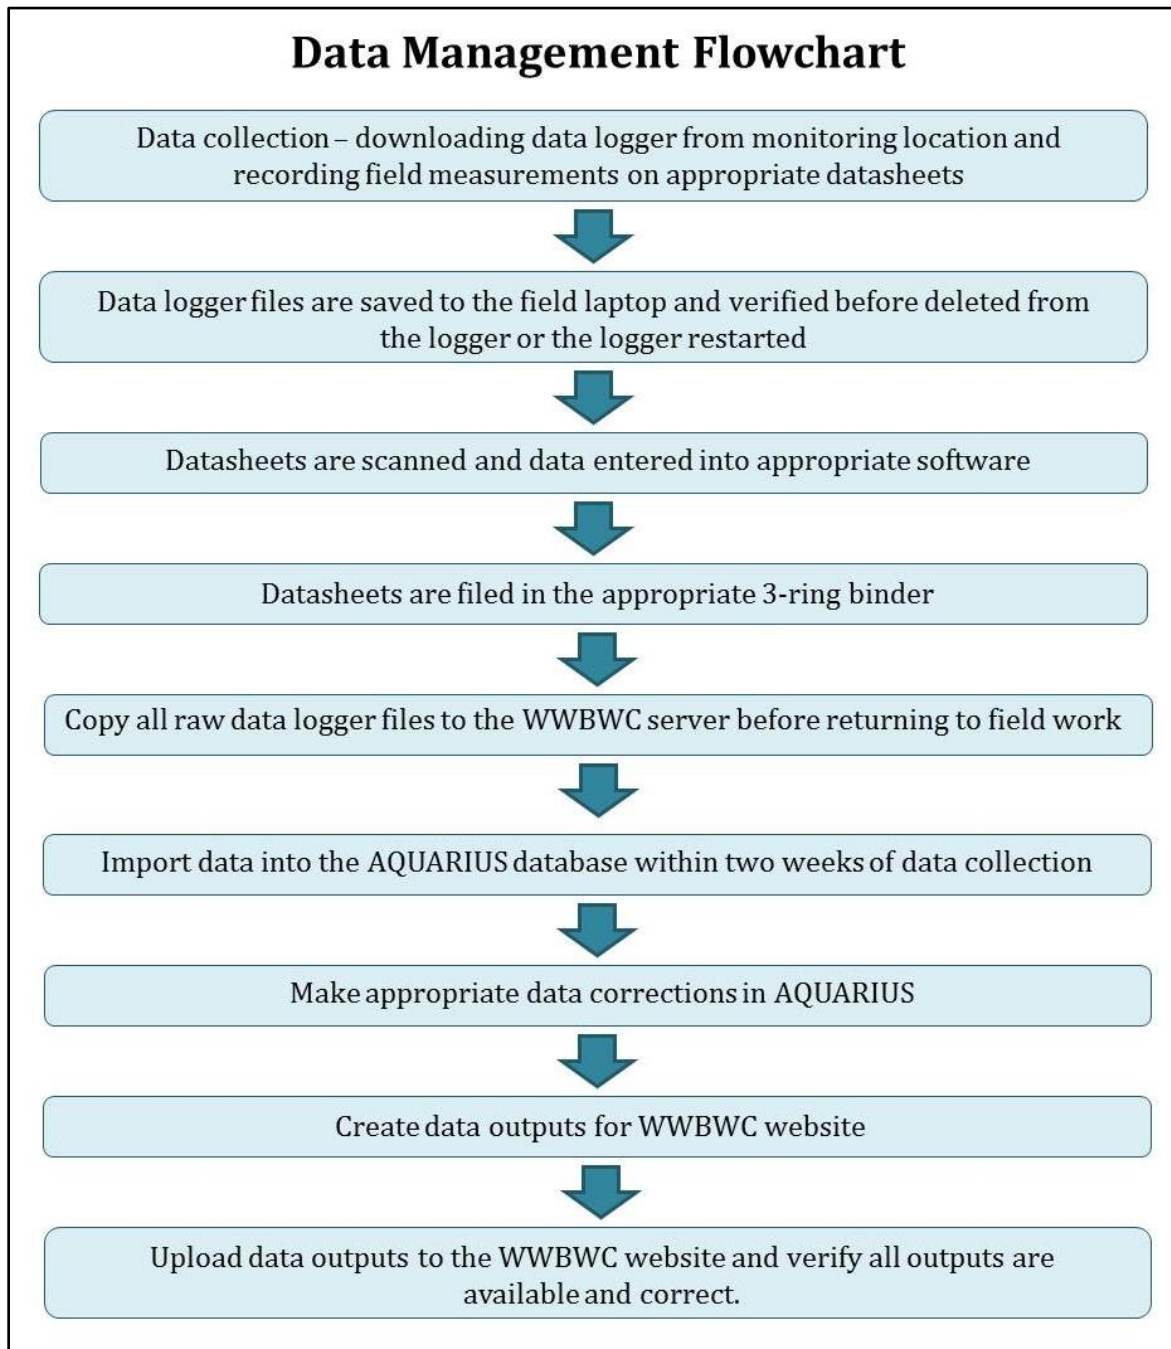 Data Management Flowchart
Data collection – downloading data logger from monitoring location and
recording field measurements on appropriate datasheets
Data logger files are saved to the field laptop and verified before deleted from
the logger or the logger restarted
Datasheets are scanned and data entered into appropriate software
Datasheets are filed in the appropriate 3-ring binder
Copy all raw data logger files to the WWBWC server before returning to field work
Import data into the AQUARIUS database within two weeks of data collection
Make appropriate data corrections in AQUARIUS
Create data outputs for WWBWC website
Upload data outputs to the WWBWC website and verify all outputs are
available and correct.